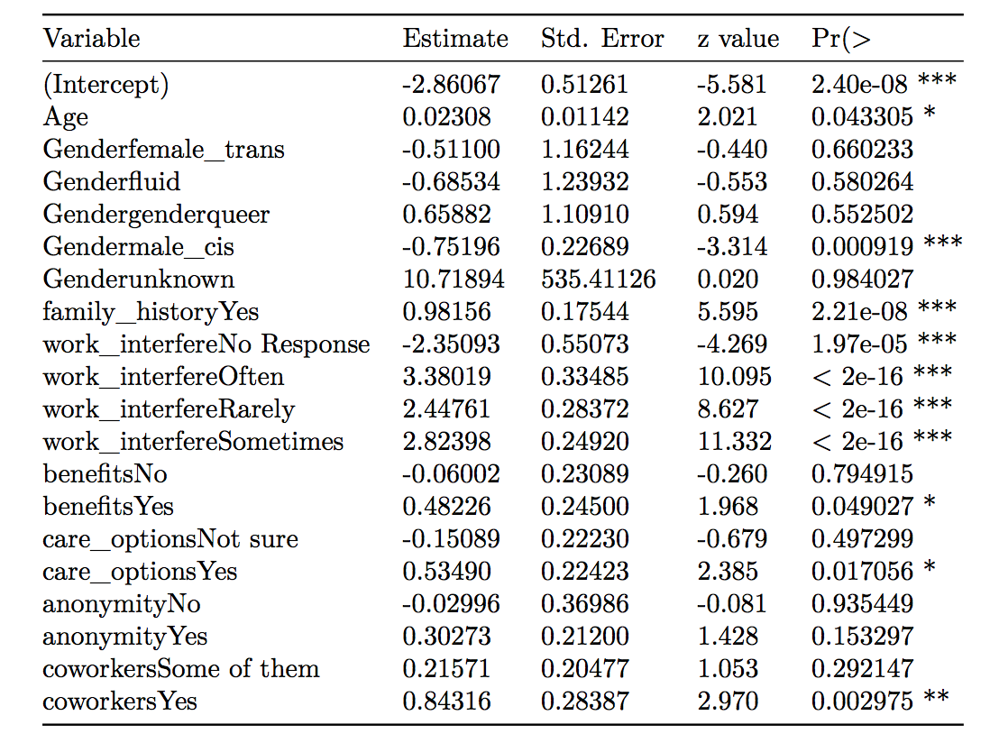 Variable Estimate Std. Error z value Pr(>
(Intercept) -2.86067 0.51261 -5.581 2.40e-08 ***
Age 0.02308 0.01142 2.021 0.043305 *
Genderfemale_trans -0.51100 1.16244 -0.440 0.660233
Genderfluid -0.68534 1.23932 -0.553 0.580264
Gendergenderqueer 0.65882 1.10910 0.594 0.552502
Gendermale_cis -0.75196 0.22689 -3.314 0.000919 ***
Genderunknown 10.71894 535.41126 0.020 0.984027
family_historyYes 0.98156 0.17544 5.595 2.21e-08 ***
work_interfereNo Response -2.35093 0.55073 -4.269 1.97e-05 ***
work_interfereOften 3.38019 0.33485 10.095 < 2e-16 ***
work_interfereRarely 2.44761 0.28372 8.627 < 2e-16 ***
work_interfereSometimes 2.82398 0.24920 11.332 < 2e-16 ***
benefitsNo -0.06002 0.23089 -0.260 0.794915
benefitsYes 0.48226 0.24500 1.968 0.049027 *
care_optionsNot sure -0.15089 0.22230 -0.679 0.497299
care_optionsYes 0.53490 0.22423 2.385 0.017056 *
anonymityNo -0.02996 0.36986 -0.081 0.935449
anonymityYes 0.30273 0.21200 1.428 0.153297
coworkersSome of them 0.21571 0.20477 1.053 0.292147
coworkersYes 0.84316 0.28387 2.970 0.002975 **